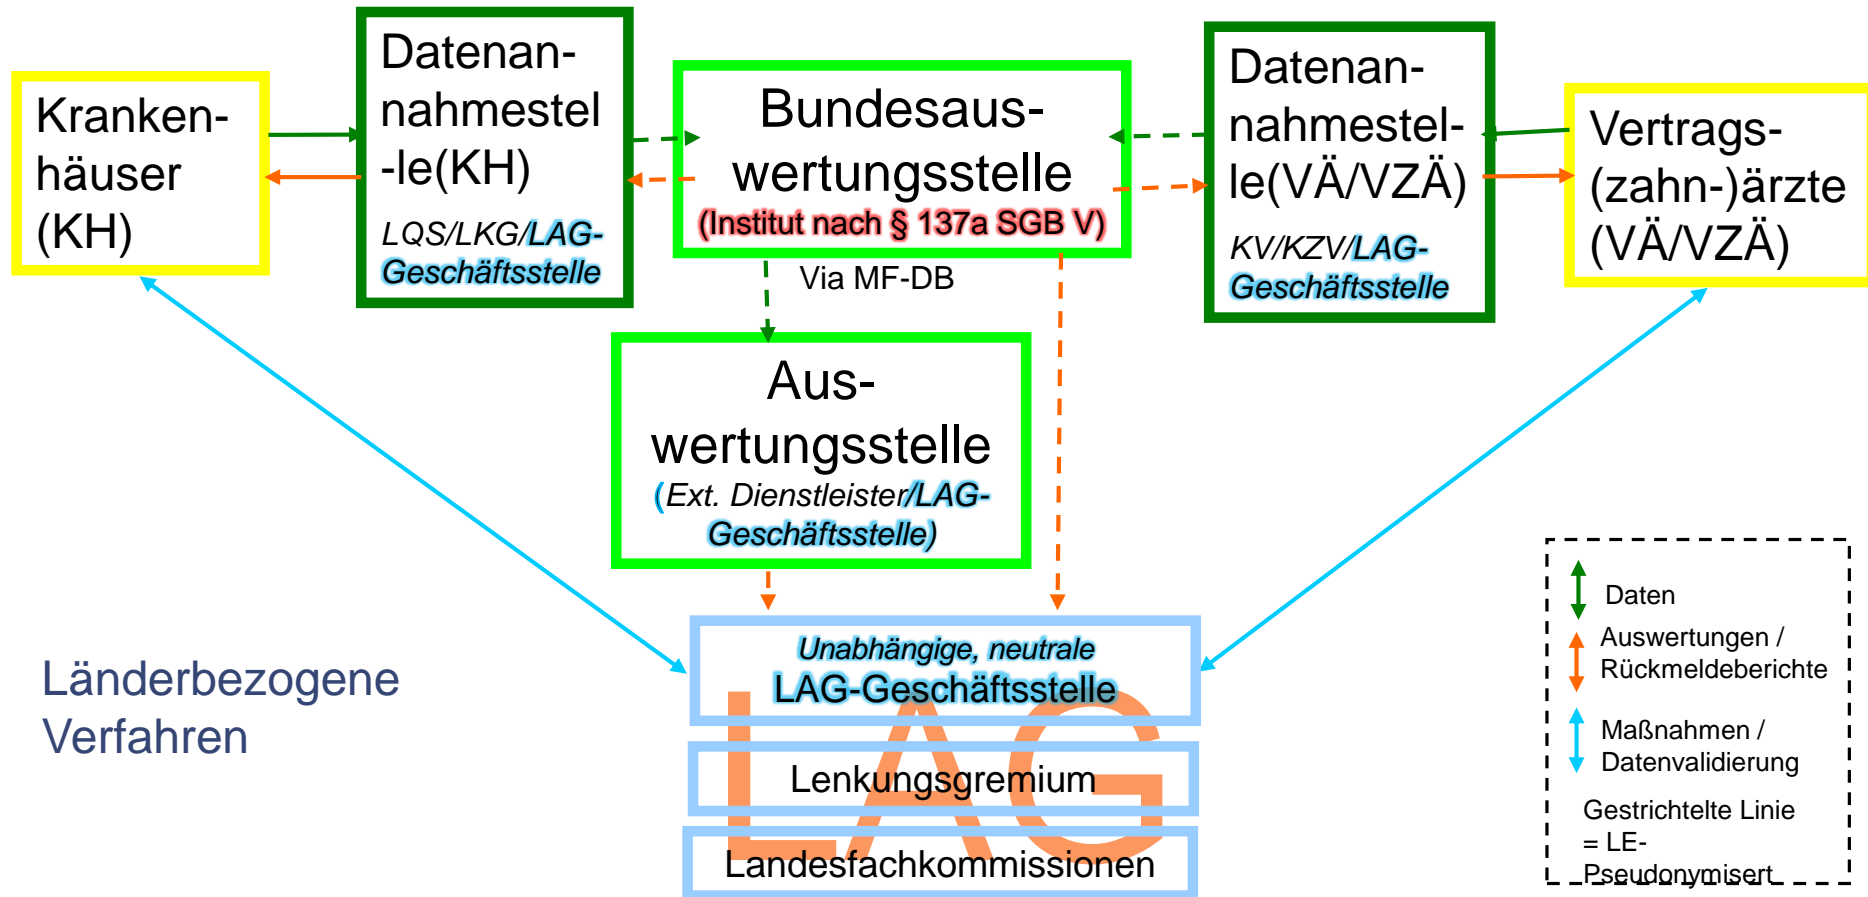 Kranken-
häuser
(KH)
Datenan-
nahmestel
-le(KH)
LQS/LKG/LAG-
Geschäftsstelle
Bundesaus-
wertungsstelle
(Institut nach § 137a SGB V)
Via MF-DB
Datenan-
nahmestel-
le(VÄ/VZÄ)
KV/KZV/LAG-
Geschäftsstelle
Vertrags-
(zahn-)ärzte
(VÄ/VZÄ)
Aus-
wertungsstelle
(Ext. Dienstleister/LAG-
Geschäftsstelle)
Länderbezogene
Verfahren
LAG
Unabhängige, neutrale
LAG-Geschäftsstelle
Lenkungsgremium
Landesfachkommissionen
Daten
Auswertungen /
Rückmeldeberichte
Maßnahmen /
Datenvalidierung
Gestrichtelte Linie
= LE-
Pseudonymisert